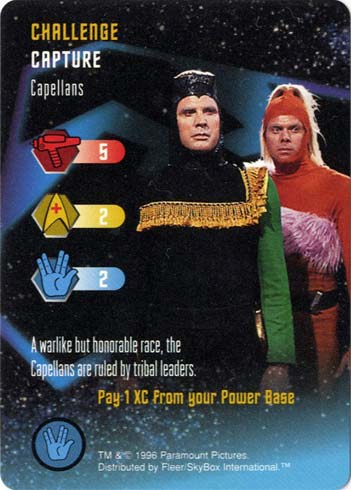 CHALLENGE
CAPTURE
Capellans
5
2
2
A warlike but honorable race, the
Capellans are ruled by tribal leaders.
Pay 1 XC from your Power Base
TM & © 1996 Paramount Pictures.
Distributed by Fleer/SkyBox International.™